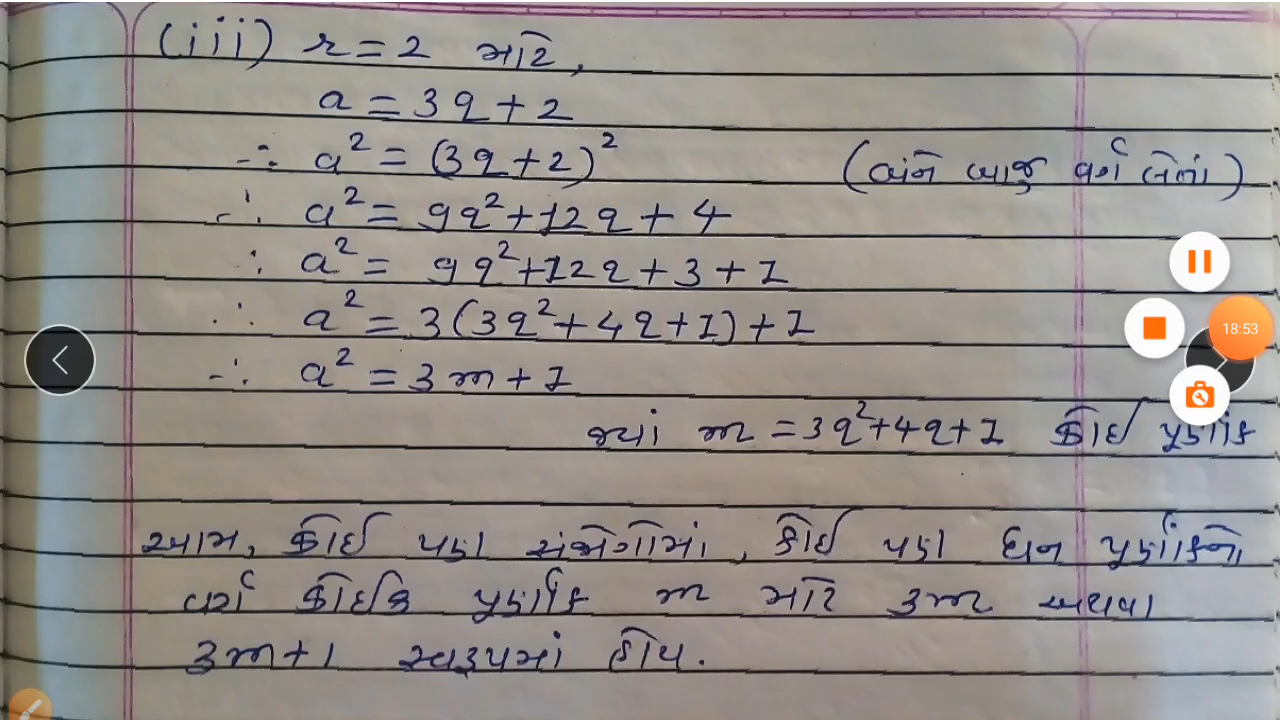 (iii) r = 2 માટે,
a = 3q + 2
∴ a² = (3q + 2)² (બંને બાજુ વર્ગ લેતાં)
∴ a² = 9q² + 12q + 4
∴ a² = 9q² + 12q + 3 + 1
∴ a² = 3(3q² + 4q + 1) + 1
∴ a² = 3m + 1
18:53
જ્યાં m = 3q² + 4q + 1 કોઈ પૂર્ણાંક
આમ, કોઈ પણ સંજોગોમાં, કોઈ પણ ઘન પૂર્ણાંકનો
વર્ગ કોઈક પૂર્ણાંક m માટે 3m અથવા
3m+1 સ્વરૂપમાં હોય.